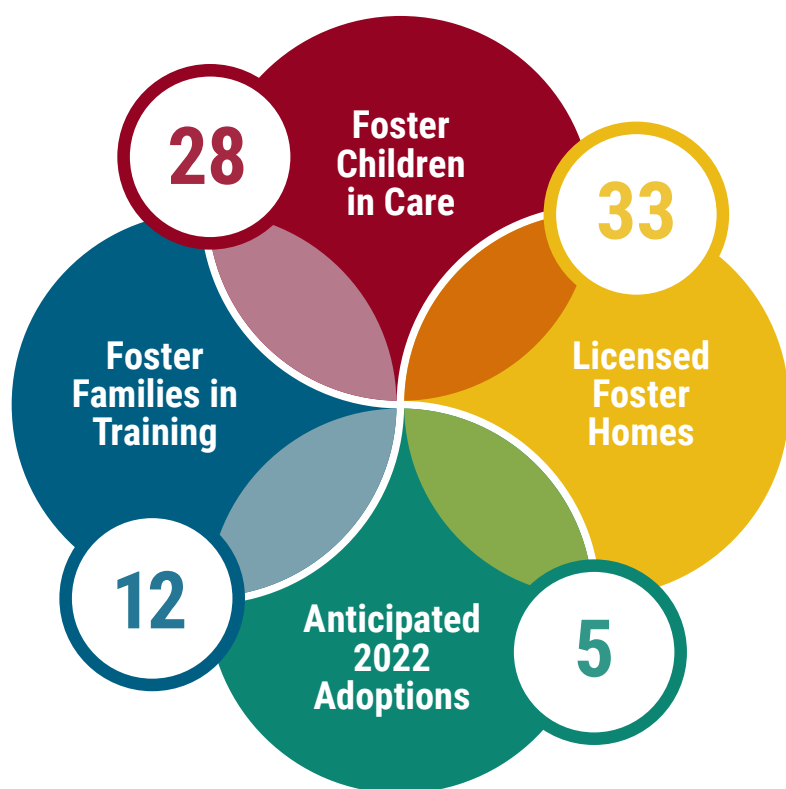 28
Foster
Children
in Care
33
Foster
Families in
Training
Licensed
Foster
Homes
12
Anticipated
2022
Adoptions
5